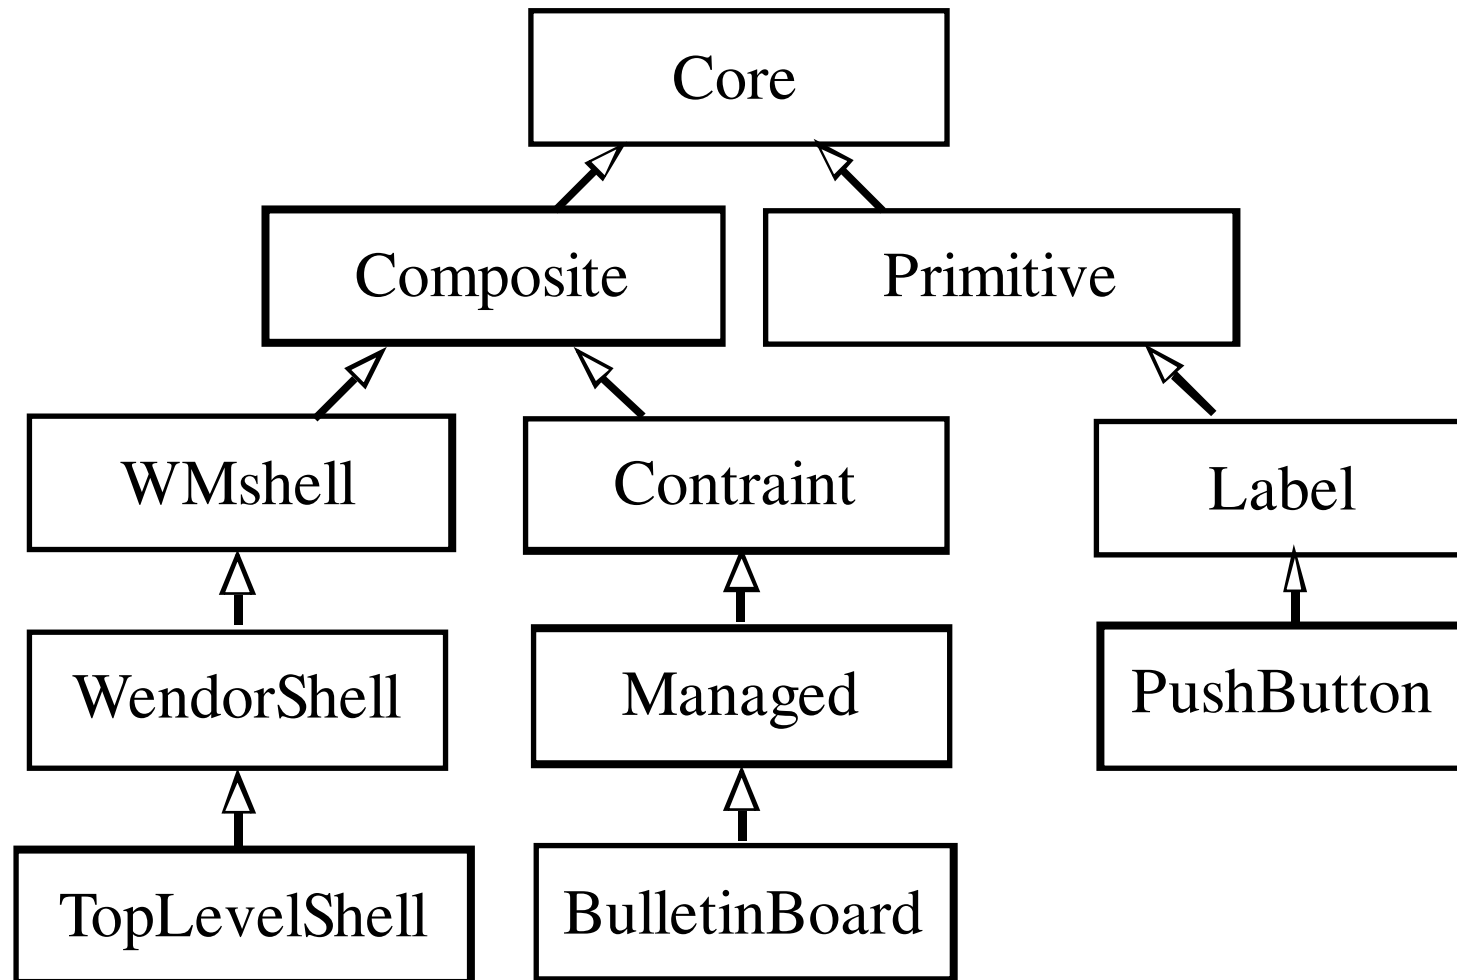 Core
Composite
Primitive
WMshell
Contraint
Label
WendorShell
Managed
PushButton
TopLevelShell
BulletinBoard